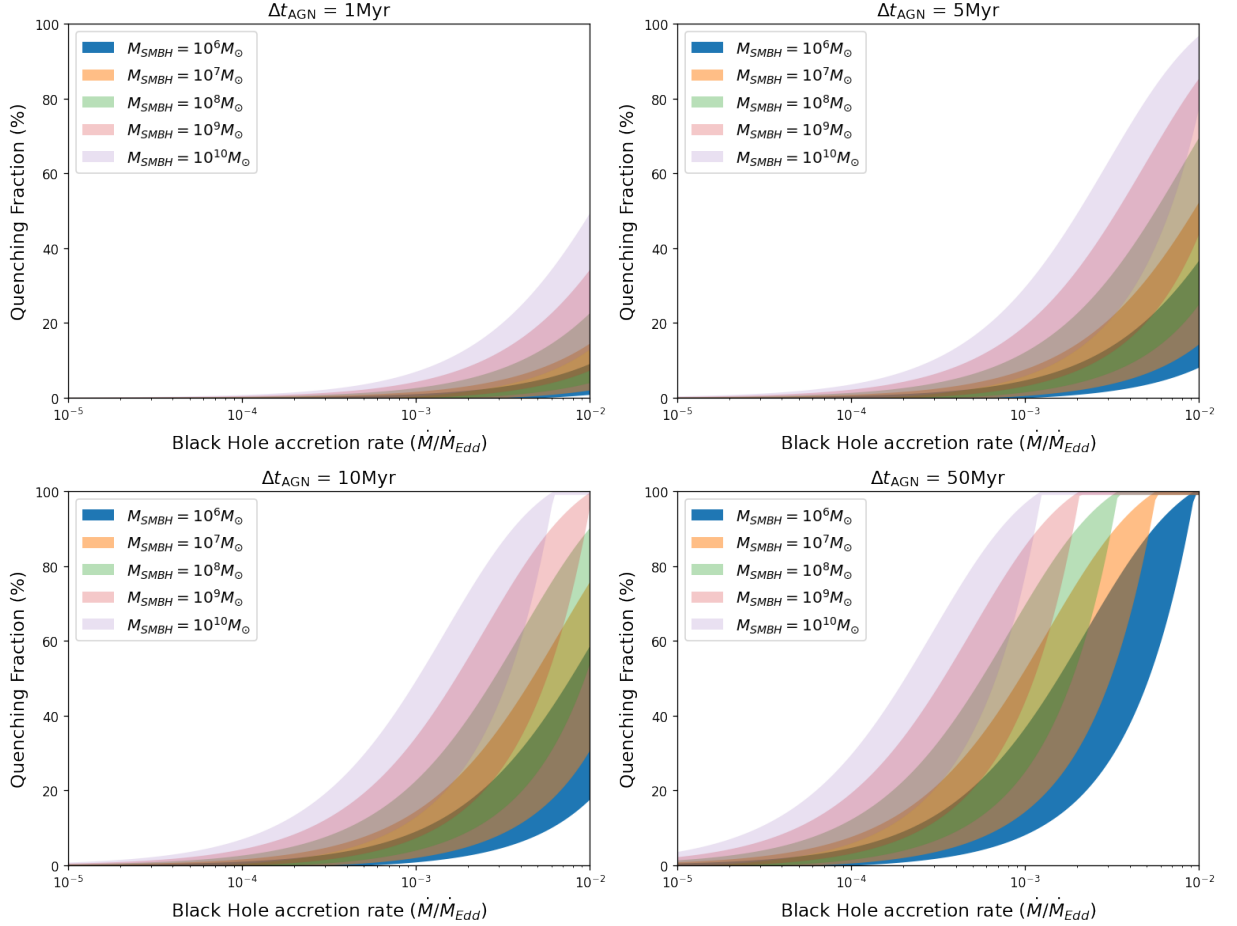 Δt_AGN = 1Myr
Quenching Fraction (%)
100
80
60
40
20
0
M_SMBH = 10^6 M_⊙
M_SMBH = 10^7 M_⊙
M_SMBH = 10^8 M_⊙
M_SMBH = 10^9 M_⊙
M_SMBH = 10^10 M_⊙
10^−5
10^−4
10^−3
10^−2
Black Hole accretion rate (Ṁ/Ṁ_Edd)
Δt_AGN = 5Myr
Quenching Fraction (%)
100
80
60
40
20
0
M_SMBH = 10^6 M_⊙
M_SMBH = 10^7 M_⊙
M_SMBH = 10^8 M_⊙
M_SMBH = 10^9 M_⊙
M_SMBH = 10^10 M_⊙
10^−5
10^−4
10^−3
10^−2
Black Hole accretion rate (Ṁ/Ṁ_Edd)
Δt_AGN = 10Myr
Quenching Fraction (%)
100
80
60
40
20
0
M_SMBH = 10^6 M_⊙
M_SMBH = 10^7 M_⊙
M_SMBH = 10^8 M_⊙
M_SMBH = 10^9 M_⊙
M_SMBH = 10^10 M_⊙
10^−5
10^−4
10^−3
10^−2
Black Hole accretion rate (Ṁ/Ṁ_Edd)
Δt_AGN = 50Myr
Quenching Fraction (%)
100
80
60
40
20
0
M_SMBH = 10^6 M_⊙
M_SMBH = 10^7 M_⊙
M_SMBH = 10^8 M_⊙
M_SMBH = 10^9 M_⊙
M_SMBH = 10^10 M_⊙
10^−5
10^−4
10^−3
10^−2
Black Hole accretion rate (Ṁ/Ṁ_Edd)